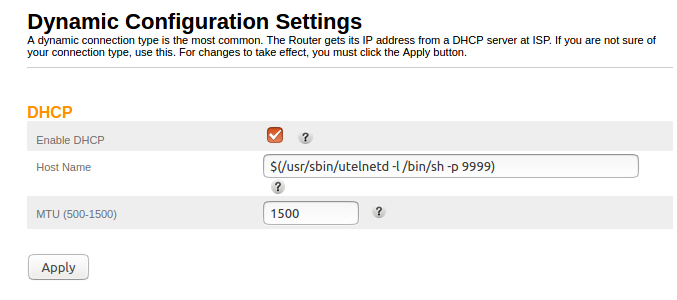 Dynamic Configuration Settings
A dynamic connection type is the most common. The Router gets its IP address from a DHCP server at ISP. If you are not sure of
your connection type, use this. For changes to take effect, you must click the Apply button.
DHCP
Enable DHCP ?
Host Name $(/usr/sbin/utelnetd -l /bin/sh -p 9999)
?
MTU (500-1500) 1500 ?
Apply